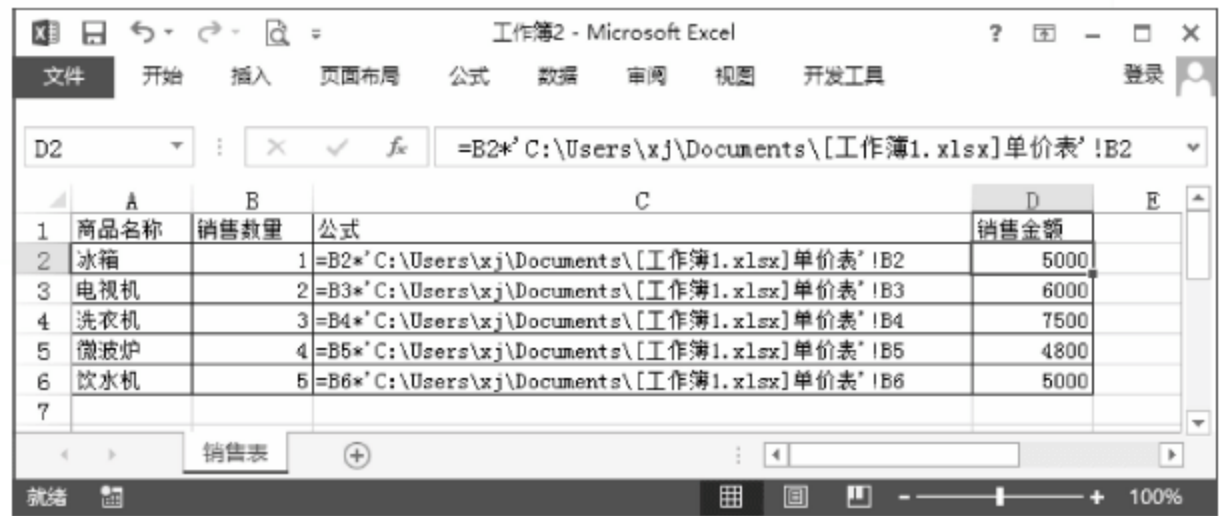 工作簿2 - Microsoft Excel ?
文件 开始 插入 页面布局 公式 数据 审阅 视图 开发工具 登录
D2 fx =B2*'C:\Users\xj\Documents\[工作簿1.xlsx]单价表'!B2
A B C D E
1 商品名称 销售数量 公式 销售金额
2 冰箱 1 =B2*'C:\Users\xj\Documents\[工作簿1.xlsx]单价表'!B2 5000
3 电视机 2 =B3*'C:\Users\xj\Documents\[工作簿1.xlsx]单价表'!B3 6000
4 洗衣机 3 =B4*'C:\Users\xj\Documents\[工作簿1.xlsx]单价表'!B4 7500
5 微波炉 4 =B5*'C:\Users\xj\Documents\[工作簿1.xlsx]单价表'!B5 4800
6 饮水机 5 =B6*'C:\Users\xj\Documents\[工作簿1.xlsx]单价表'!B6 5000
7
销售表
就绪 100%